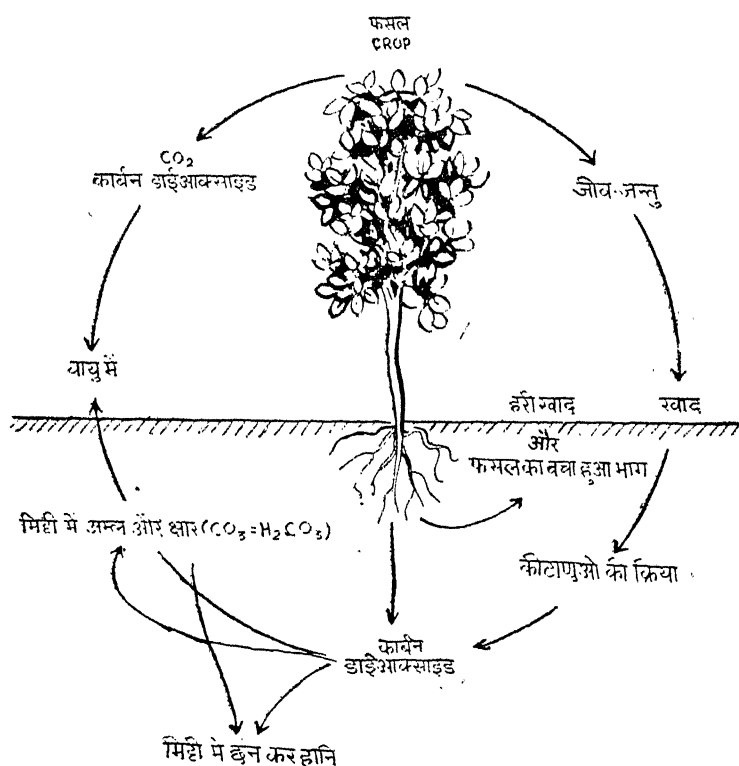 फसल
CROP
CO₂
कार्बन डाईआक्साइड
जीव-जन्तु
वायु में
हरी खाद
खाद
और
फसल का बचा हुआ भाग
मिट्टी में अम्ल और क्षार (CO₃=H₂CO₃)
कीटाणुओ की क्रिया
कार्बन
डाईआक्साइड
मिट्टी मे छन कर हानि